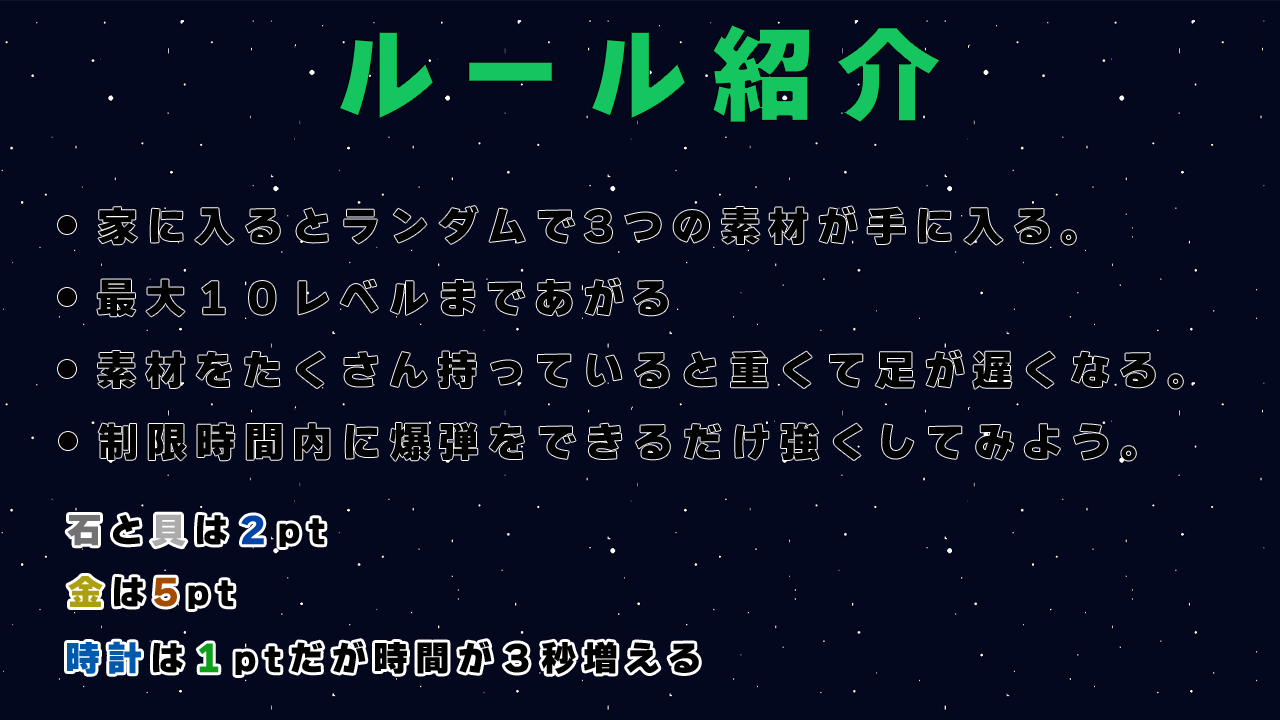 ルール紹介
• 家に入るとランダムで3つの素材が手に入る。
• 最大１０レベルまであがる
• 素材をたくさん持っていると重くて足が遅くなる。
• 制限時間内に爆弾をできるだけ強くしてみよう。
石と貝は２pt
金は5pt
時計は１ptだが時間が３秒増える